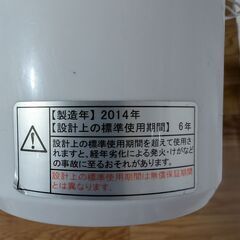 【製造年】2014年
【設計上の標準使用期間】 6年
設計上の標準使用期間を超えて使用さ
れますと、経年劣化による発火・けがなど
の事故に至るおそれがあります。
設計上の標準使用期間は無償保証期間
とは異なります。